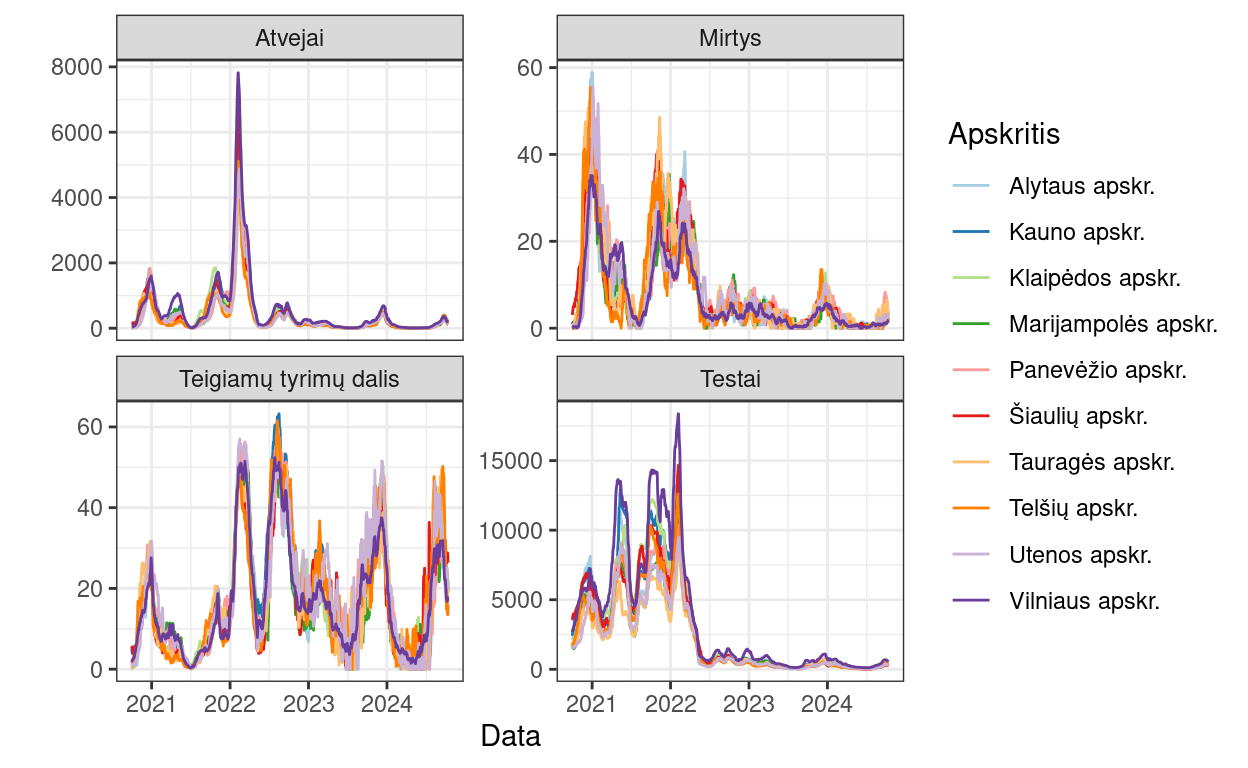 Atvejai
8000
6000
4000
2000
0
Mirtys
60
40
20
0
Teigiamų tyrimų dalis
60
40
20
0
2021 2022 2023 2024
Testai
15000
10000
5000
0
2021 2022 2023 2024
Data
Apskritis
Alytaus apskr.
Kauno apskr.
Klaipėdos apskr.
Marijampolės apskr.
Panevėžio apskr.
Šiaulių apskr.
Tauragės apskr.
Telšių apskr.
Utenos apskr.
Vilniaus apskr.